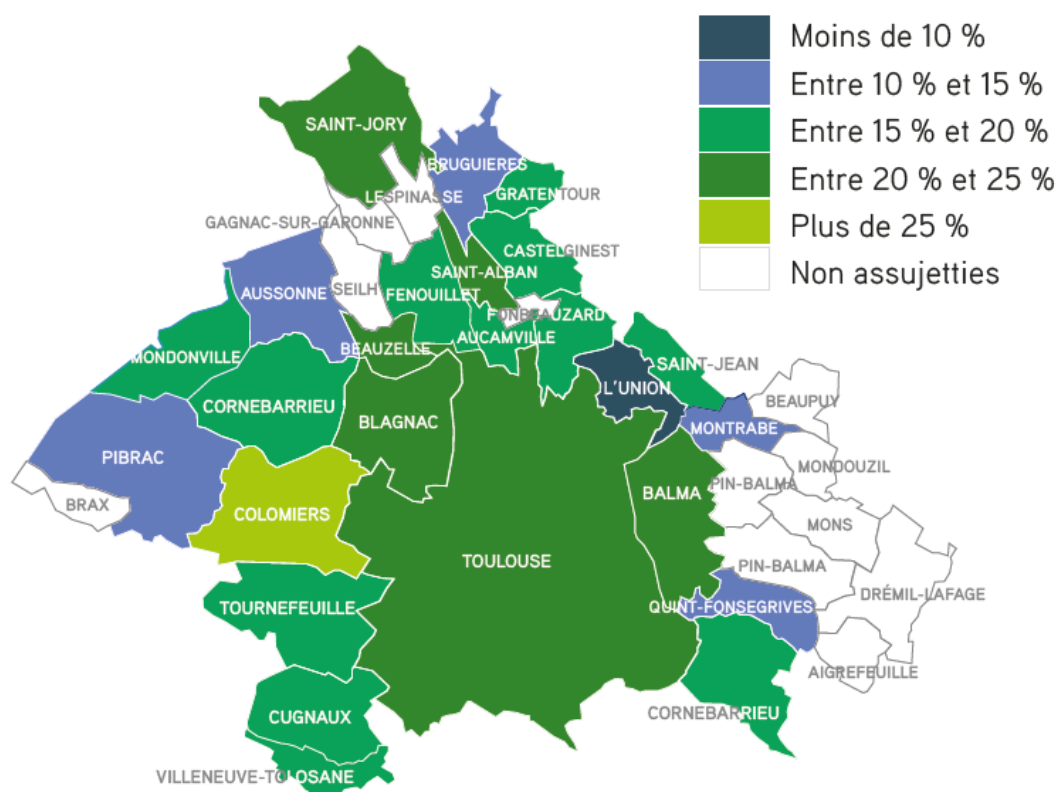 Moins de 10 %
Entre 10 % et 15 %
Entre 15 % et 20 %
Entre 20 % et 25 %
Plus de 25 %
Non assujetties
SAINT-JORY
BRUGUIERES
LESPINASSE
GRATENTOUR
GAGNAC-SUR-GARONNE
CASTELGINEST
SAINT-ALBAN
SEILH
AUSSONNE
FENOUILLET
FONBEAUZARD
AUCAMVILLE
BEAUZELLE
MONDONVILLE
SAINT-JEAN
L'UNION
BEAUPUY
CORNEBARRIEU
BLAGNAC
MONTRABE
PIBRAC
MONDOUZIL
PIN-BALMA
BALMA
BRAX
COLOMIERS
MONS
TOULOUSE
PIN-BALMA
DRÉMIL-LAFAGE
TOURNEFEUILLE
QUINT-FONSEGRIVES
AIGREFEUILLE
CUGNAUX
CORNEBARRIEU
VILLENEUVE-TOLOSANE